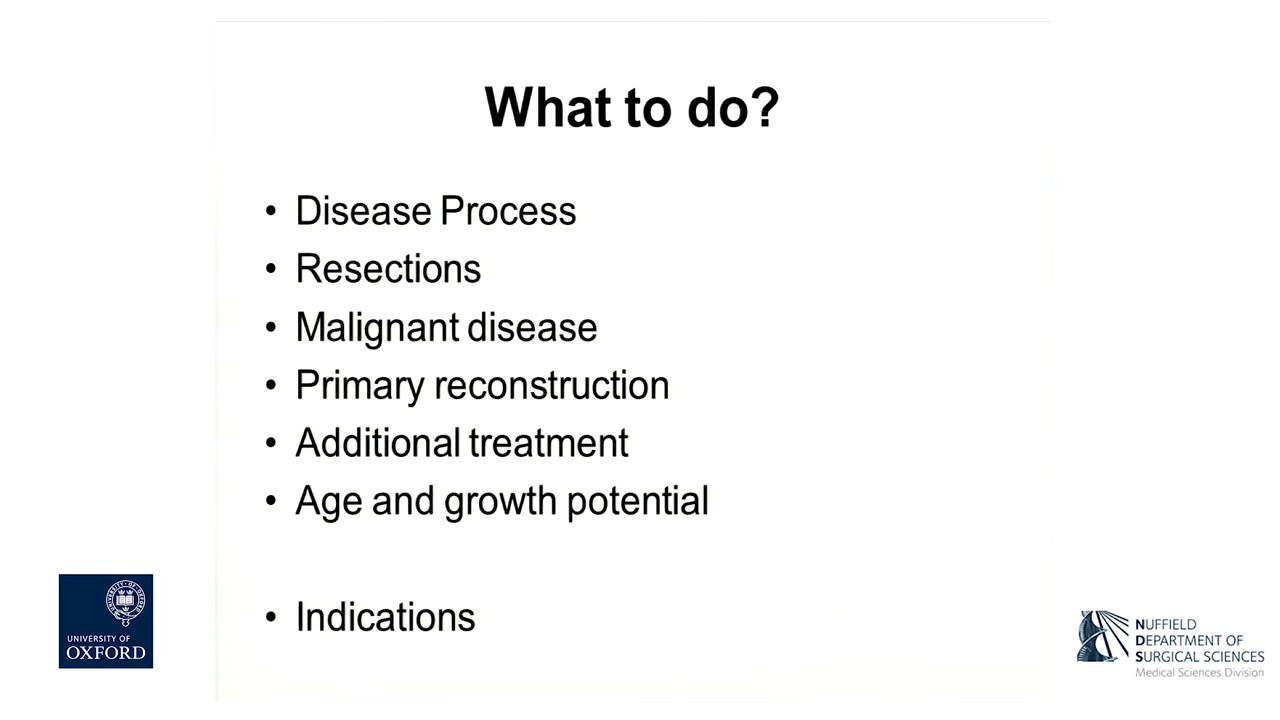 What to do?
• Disease Process
• Resections
• Malignant disease
• Primary reconstruction
• Additional treatment
• Age and growth potential
• Indications
UNIVERSITY OF
OXFORD
NUFFIELD
DEPARTMENT OF
SURGICAL SCIENCES
Medical Sciences Division